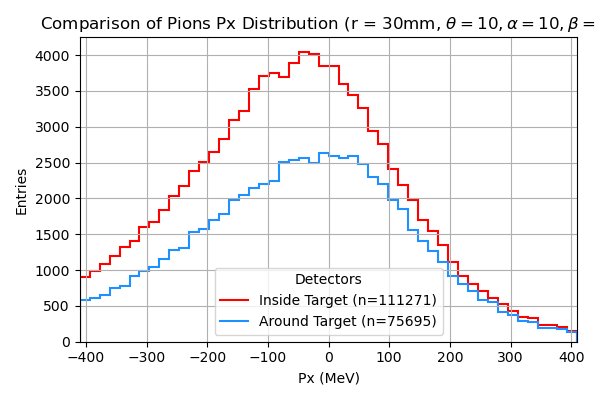 Comparison of Pions Px Distribution (r = 30mm, θ = 10, α = 10, β =
4000
3500
3000
2500
2000
1500
1000
500
0
Entries
Detectors
Inside Target (n=111271)
Around Target (n=75695)
−400 −300 −200 −100 0 100 200 300 400
Px (MeV)